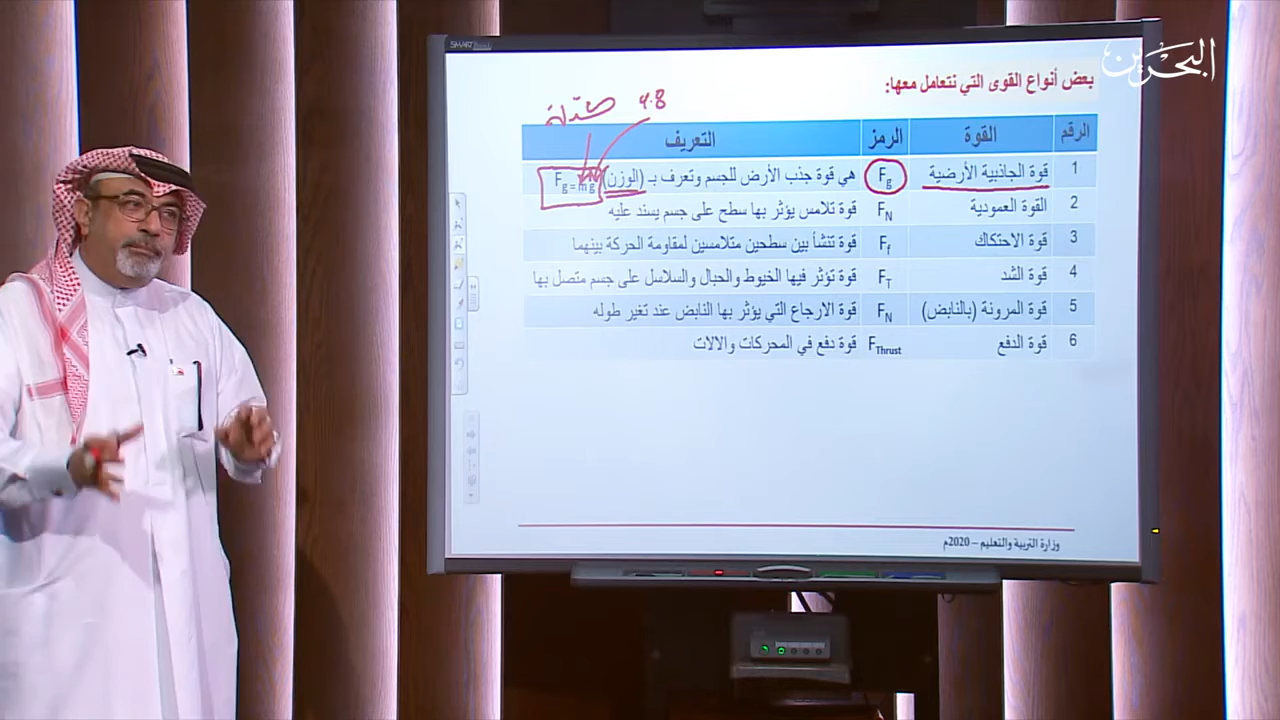 البحرين
SMART
بعض أنواع القوى التي نتعامل معها:
9.8
الرقم القوة الرمز التعريف
1 قوة الجاذبية الأرضية Fg هي قوة جذب الأرض للجسم وتعرف بـ (الوزن) Fg = mg
2 القوة العمودية FN قوة تلامس يؤثر بها سطح على جسم يسند عليه
3 قوة الاحتكاك Ff قوة تنشأ بين سطحين متلامسين لمقاومة الحركة بينهما
4 قوة الشد FT قوة تؤثر فيها الخيوط والحبال والسلاسل على جسم متصل بها
5 قوة المرونة (بالنابض) FN قوة الارجاع التي يؤثر بها النابض عند تغير طوله
6 قوة الدفع FThrust قوة دفع في المحركات والالات
وزارة التربية والتعليم – 2020م